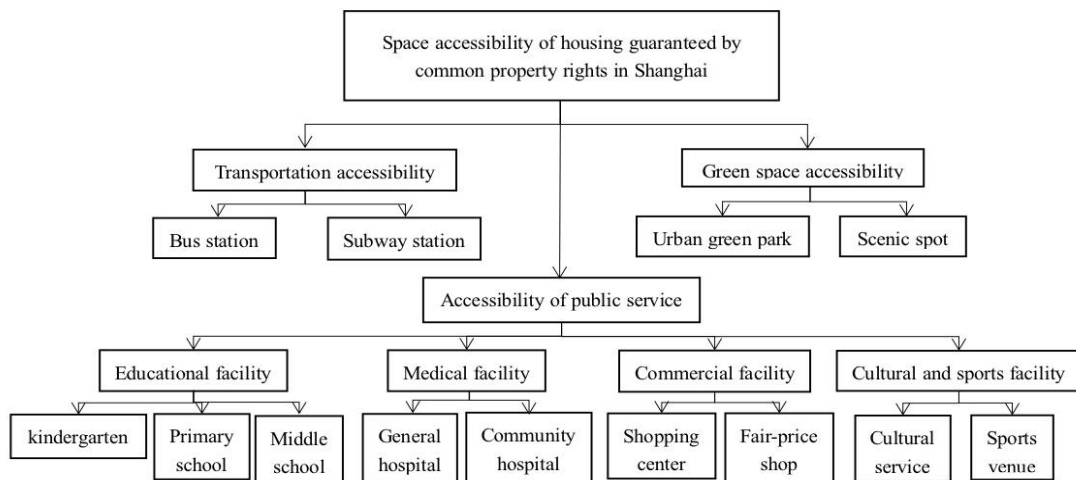 Space accessibility of housing guaranteed by
common property rights in Shanghai
Transportation accessibility
Green space accessibility
Bus station
Subway station
Urban green park
Scenic spot
Accessibility of public service
Educational facility
Medical facility
Commercial facility
Cultural and sports facility
kindergarten
Primary
school
Middle
school
General
hospital
Community
hospital
Shopping
center
Fair-price
shop
Cultural
service
Sports
venue